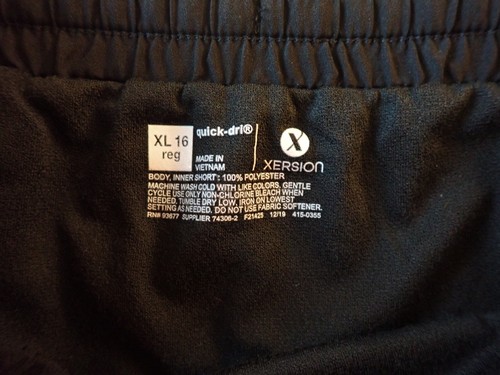 XL 16
reg
quick-dri®
MADE IN
VIETNAM
X
XERSION
BODY, INNER SHORT: 100% POLYESTER
MACHINE WASH COLD WITH LIKE COLORS, GENTLE
CYCLE USE ONLY NON-CHLORINE BLEACH WHEN
NEEDED. TUMBLE DRY LOW, IRON ON LOWEST
SETTING AS NEEDED. DO NOT USE FABRIC SOFTENER.
RN# 93677 SUPPLIER 74306-2 F21425 12/19 415-0355